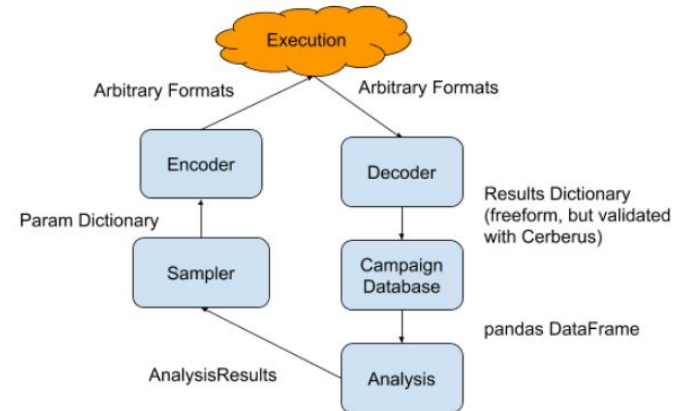 Execution
Arbitrary Formats
Arbitrary Formats
Encoder
Decoder
Results Dictionary
(freeform, but validated
with Cerberus)
Param Dictionary
Sampler
Campaign
Database
pandas DataFrame
AnalysisResults
Analysis